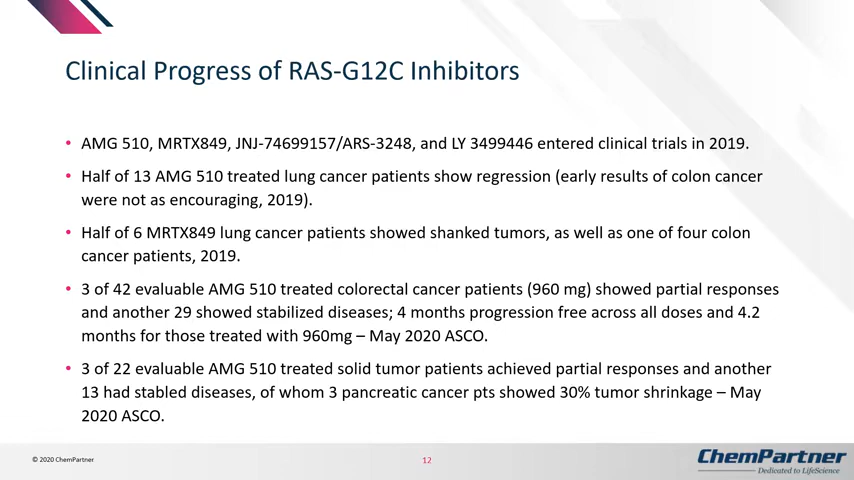 Clinical Progress of RAS-G12C Inhibitors
• AMG 510, MRTX849, JNJ-74699157/ARS-3248, and LY 3499446 entered clinical trials in 2019.
• Half of 13 AMG 510 treated lung cancer patients show regression (early results of colon cancer
were not as encouraging, 2019).
• Half of 6 MRTX849 lung cancer patients showed shanked tumors, as well as one of four colon
cancer patients, 2019.
• 3 of 42 evaluable AMG 510 treated colorectal cancer patients (960 mg) showed partial responses
and another 29 showed stabilized diseases; 4 months progression free across all doses and 4.2
months for those treated with 960mg – May 2020 ASCO.
• 3 of 22 evaluable AMG 510 treated solid tumor patients achieved partial responses and another
13 had stabled diseases, of whom 3 pancreatic cancer pts showed 30% tumor shrinkage – May
2020 ASCO.
© 2020 ChemPartner
12
ChemPartner
Dedicated to LifeScience